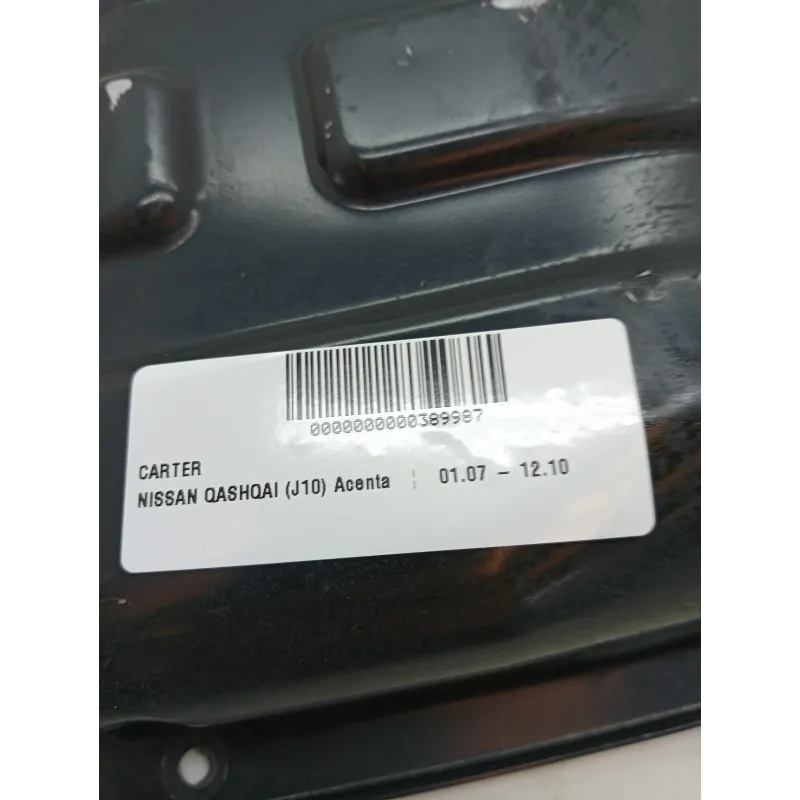 0000000000389987
CARTER
NISSAN QASHQAI (J10) Acenta ¦ 01.07 – 12.10